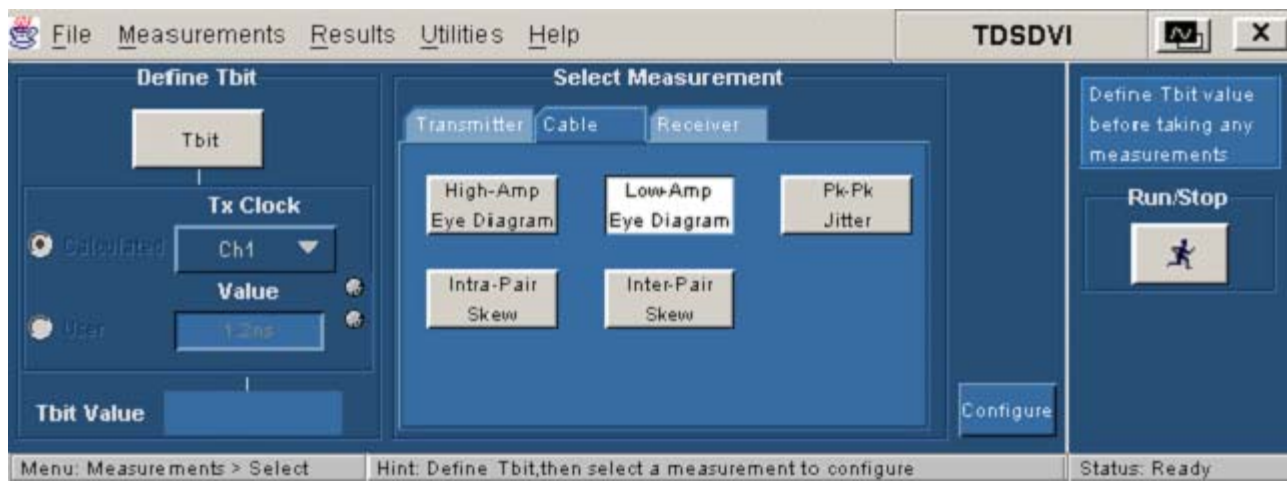 File Measurements Results Utilities Help TDSDVI
Define Tbit
Tbit
Tx Clock
Calculated
Ch1
Value
User
1.2ns
Tbit Value
Select Measurement
Transmitter Cable Receiver
High-Amp
Eye Diagram
Low-Amp
Eye Diagram
Pk-Pk
Jitter
Intra-Pair
Skew
Inter-Pair
Skew
Configure
Define Tbit value
before taking any
measurements
Run/Stop
Menu: Measurements > Select
Hint: Define Tbit,then select a measurement to configure
Status: Ready